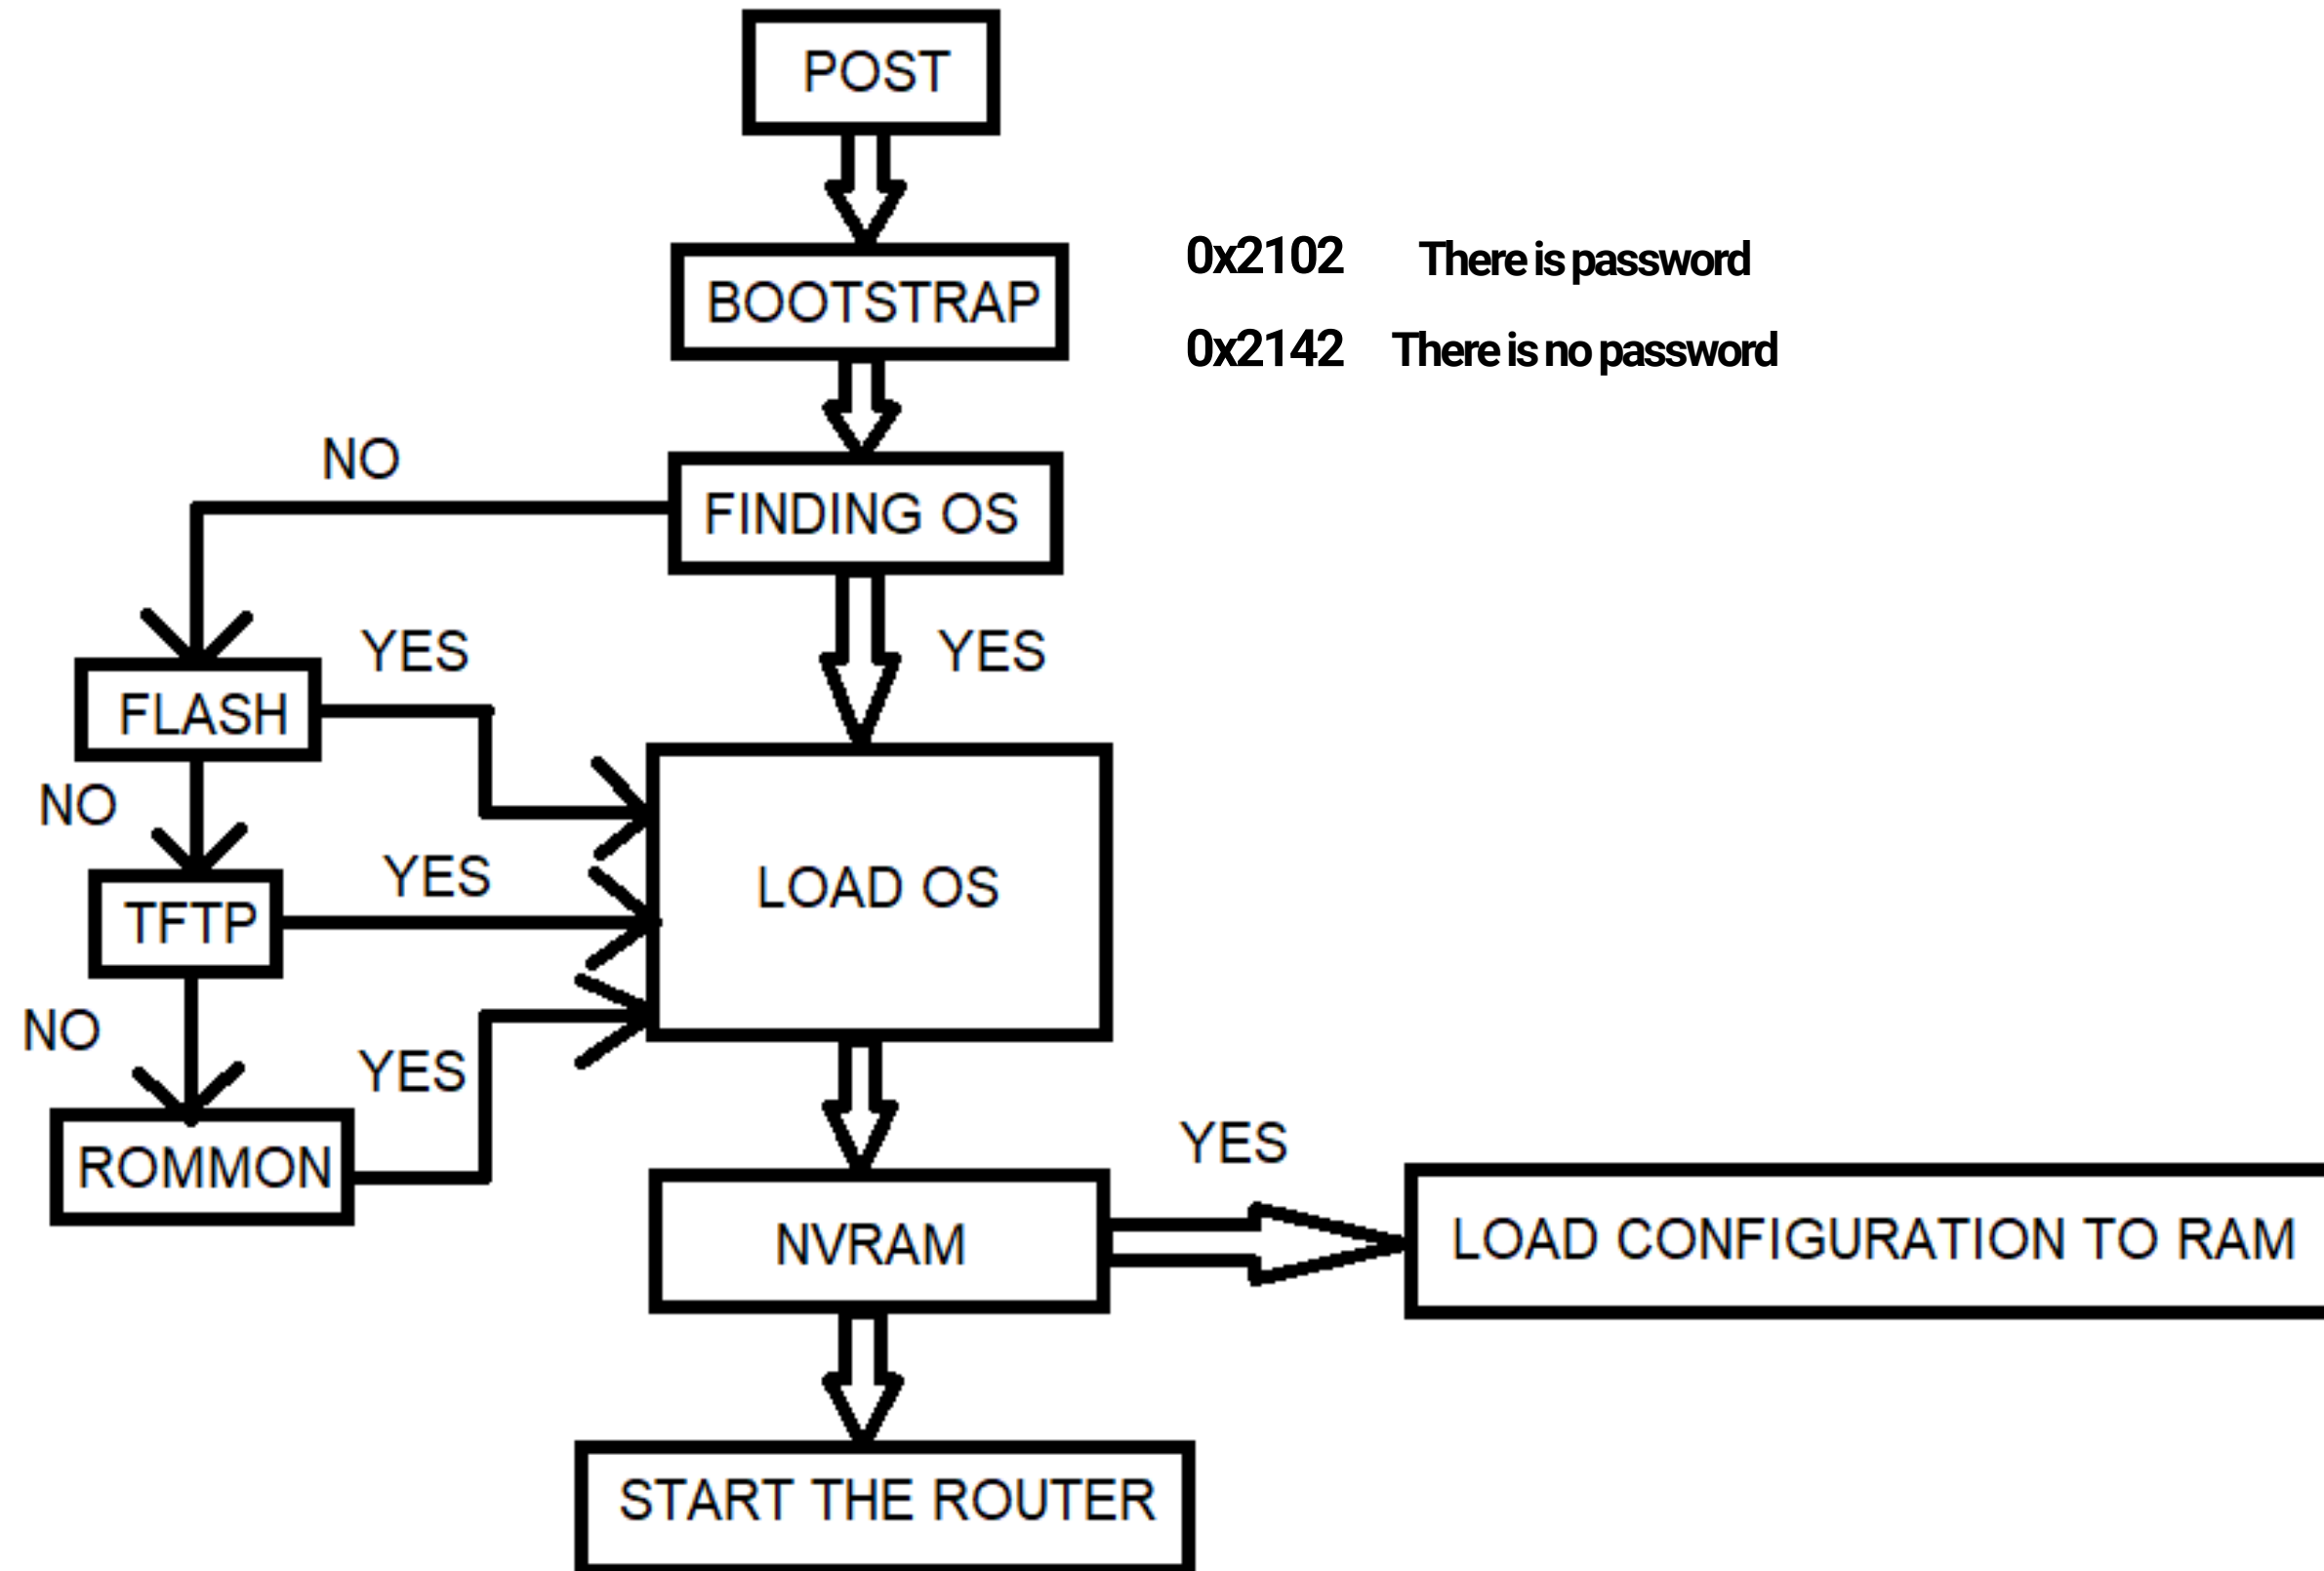 POST
BOOTSTRAP
0x2102 There is password
0x2142 There is no password
NO
FINDING OS
YES
YES
FLASH
NO
YES
LOAD OS
TFTP
NO
YES
ROMMON
YES
NVRAM
LOAD CONFIGURATION TO RAM
START THE ROUTER